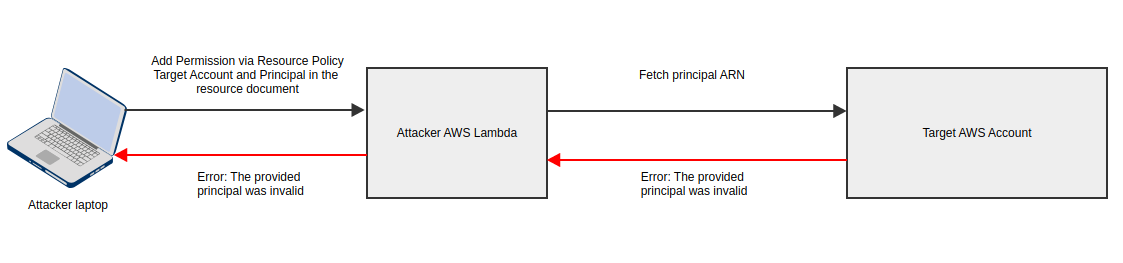 Add Permission via Resource Policy
Target Account and Principal in the
resource document
Fetch principal ARN
Attacker AWS Lambda
Target AWS Account
Error: The provided
principal was invalid
Error: The provided
principal was invalid
Attacker laptop